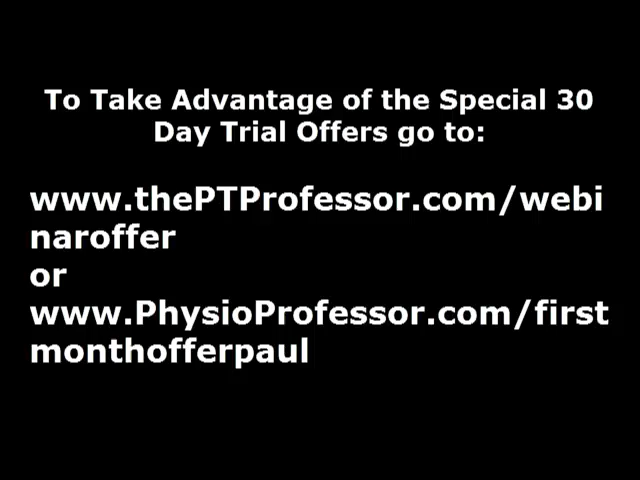 To Take Advantage of the Special 30
Day Trial Offers go to:
www.thePTProfessor.com/webi
naroffer
or
www.PhysioProfessor.com/first
monthofferpaul